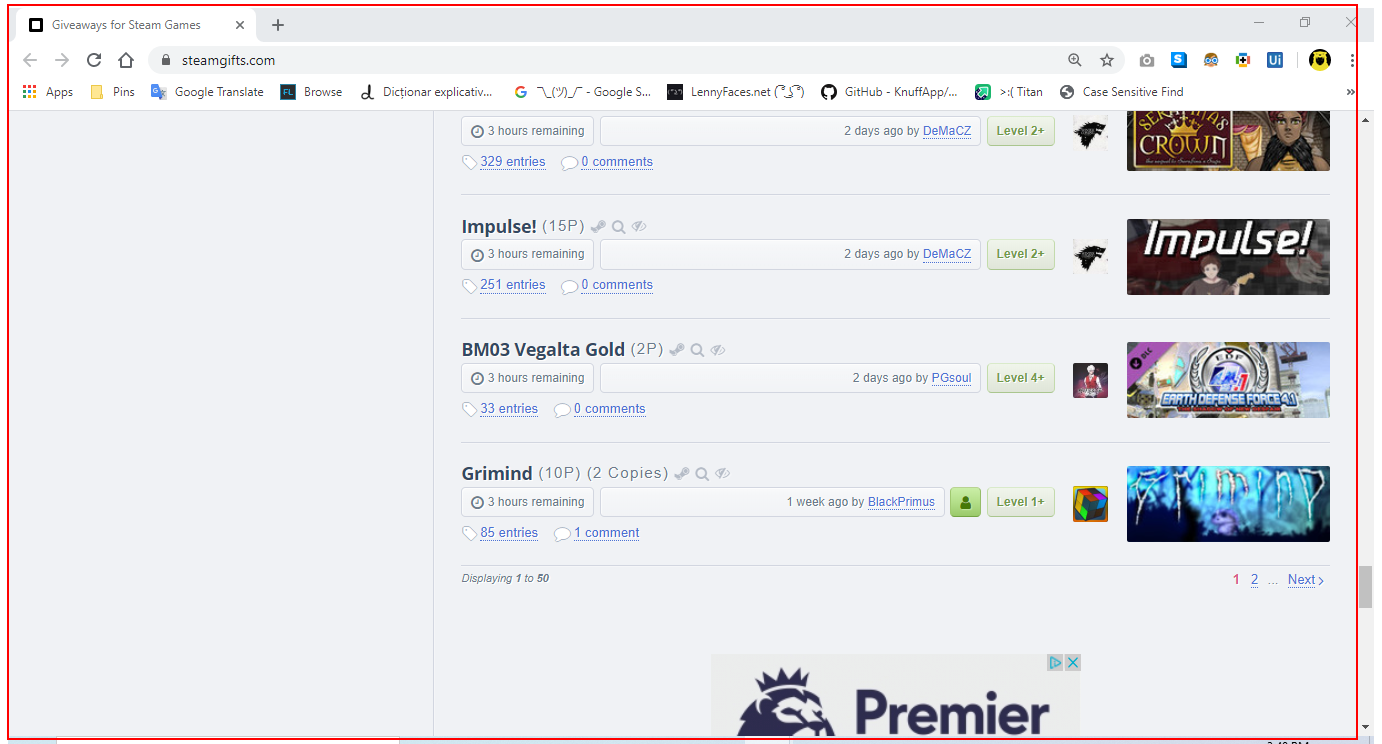 Giveaways for Steam Games
steamgifts.com
Apps Pins Google Translate FL Browse Dicționar explicativ... ¯\_(ツ)_/¯ - Google S... LennyFaces.net ( ͡° ͜ʖ ͡°) GitHub - KnuffApp/... >:( Titan Case Sensitive Find »
3 hours remaining 2 days ago by DeMaCZ Level 2+
329 entries 0 comments
CROWN
Impulse! (15P)
3 hours remaining 2 days ago by DeMaCZ Level 2+
251 entries 0 comments
Impulse!
BM03 Vegalta Gold (2P)
3 hours remaining 2 days ago by PGsoul Level 4+
33 entries 0 comments
DLC
EDF
4.1
EARTH DEFENSE FORCE 4.1
Grimind (10P) (2 Copies)
3 hours remaining 1 week ago by BlackPrimus Level 1+
85 entries 1 comment
GRIMIND
Displaying 1 to 50 1 2 ... Next
Premier